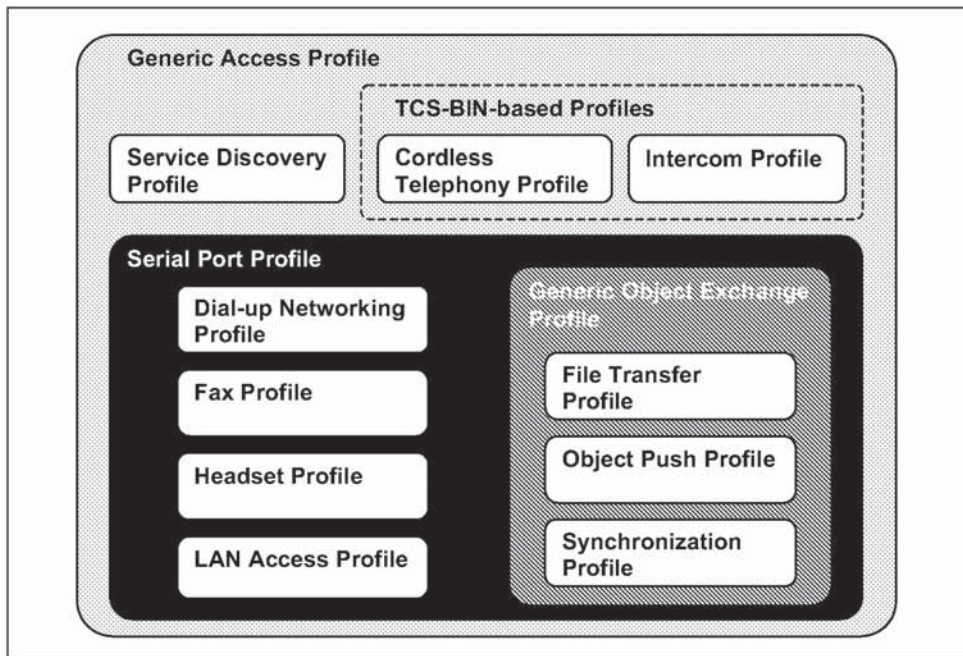 Generic Access Profile
TCS-BIN-based Profiles
Service Discovery
Profile
Cordless
Telephony Profile
Intercom Profile
Serial Port Profile
Dial-up Networking
Profile
Fax Profile
Headset Profile
LAN Access Profile
Generic Object Exchange
Profile
File Transfer
Profile
Object Push Profile
Synchronization
Profile